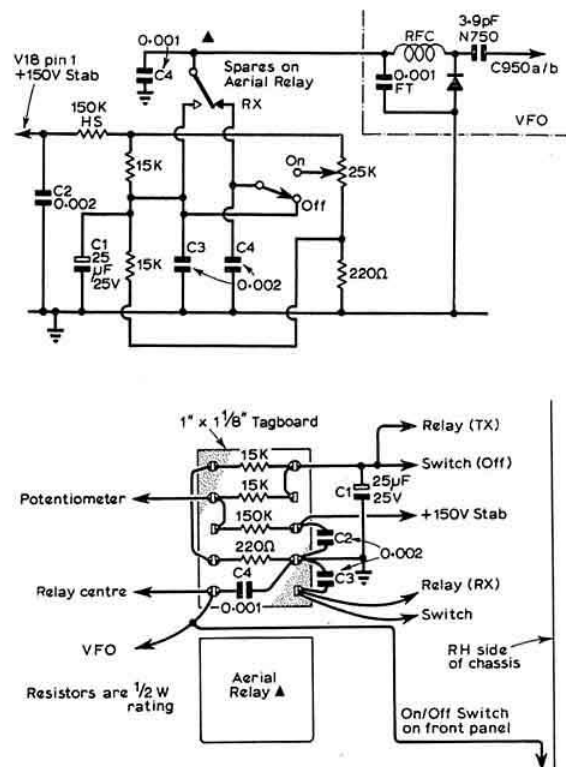 0·001
C4
Spares on
Aerial Relay
RX
RFC
3·9pF
N750
C950a/b
0·001
FT
VFO
V18 pin 1
+150V Stab
150K
HS
15K
On
25K
Off
C2
0·002
C1
25
µF
25V
15K
C3
C4
0·002
220Ω
1" x 1 1/8" Tagboard
15K
Relay (TX)
Switch (Off)
15K
C1
25µF
25V
Potentiometer
150K
+150V Stab
C2
220Ω
0·002
C4
C3
Relay centre
0·001
Relay (RX)
Switch
VFO
RH side
of chassis
Resistors are 1/2 W
rating
Aerial
Relay
On/Off Switch
on front panel